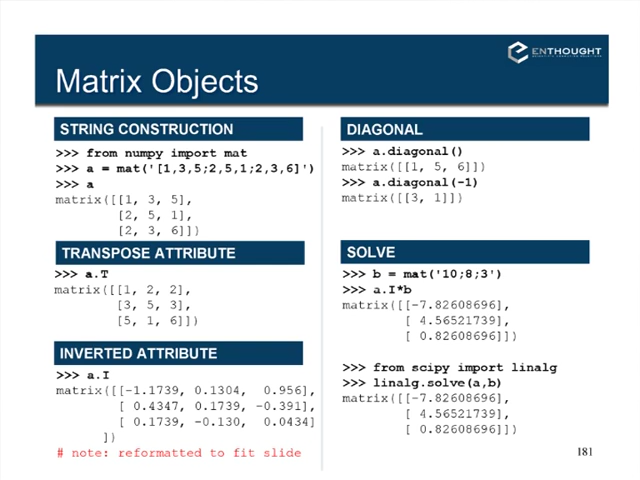 ENTHOUGHT
Matrix Objects
STRING CONSTRUCTION
>>> from numpy import mat
>>> a = mat('[1,3,5;2,5,1;2,3,6]')
>>> a
matrix([[1, 3, 5],
[2, 5, 1],
[2, 3, 6]])
TRANSPOSE ATTRIBUTE
>>> a.T
matrix([[1, 2, 2],
[3, 5, 3],
[5, 1, 6]])
INVERTED ATTRIBUTE
>>> a.I
matrix([[-1.1739, 0.1304, 0.956],
[ 0.4347, 0.1739, -0.391],
[ 0.1739, -0.130, 0.0434]
])
# note: reformatted to fit slide
DIAGONAL
>>> a.diagonal()
matrix([[1, 5, 6]])
>>> a.diagonal(-1)
matrix([[3, 1]])
SOLVE
>>> b = mat('10;8;3')
>>> a.I*b
matrix([[-7.82608696],
[ 4.56521739],
[ 0.82608696]])
>>> from scipy import linalg
>>> linalg.solve(a,b)
matrix([[-7.82608696],
[ 4.56521739],
[ 0.82608696]])
181